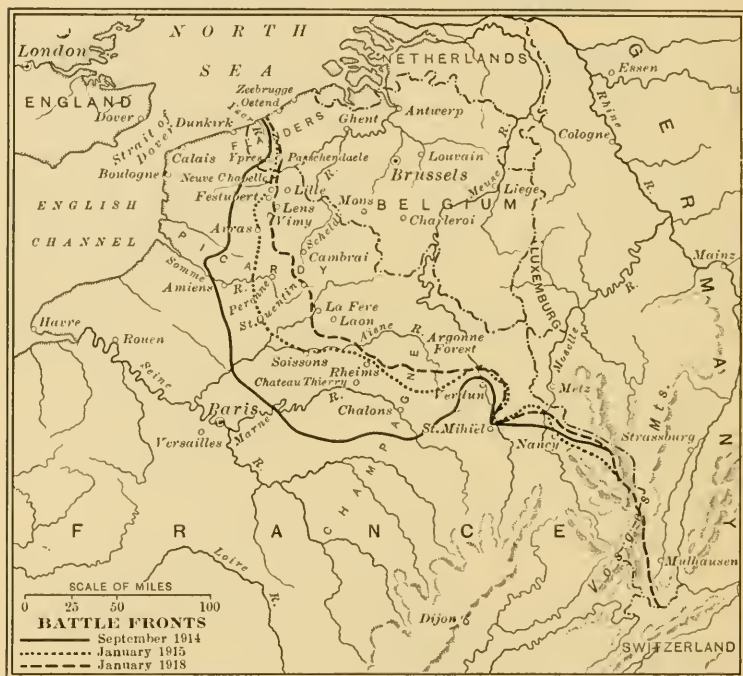 NORTH
SEA
London
ENGLAND
Dover
Strait of
Dover
ENGLISH
CHANNEL
NETHERLANDS
GERMANY
Essen
Rhine
R.
Cologne
Zeebrugge
Ostend
Yser R.
Dunkirk
FLANDERS
Ghent
Antwerp
Calais
Ypres
Passchendaele
Boulogne
Neuve Chapelle
Festubert
Lille
Lens
Vimy
Arras
Louvain
Brussels
BELGIUM
Mons
Charleroi
Meuse
R.
Liege
Scheldt
R.
Cambrai
PICARDY
Somme
R.
Amiens
Peronne
St. Quentin
La Fere
Laon
LUXEMBURG
Moselle
R.
Mainz
Havre
Rouen
Seine
Aisne
R.
Argonne
Forest
Soissons
Rheims
Chateau Thierry
Verdun
Metz
Paris
Versailles
Marne
R.
R.
Chalons
CHAMPAGNE
St. Mihiel
Nancy
Strassburg
Vosges Mts.
Mulhausen
FRANCE
Loire
R.
Dijon
SWITZERLAND
SCALE OF MILES
0 25 50 100
BATTLE FRONTS
September 1914
January 1915
January 1918